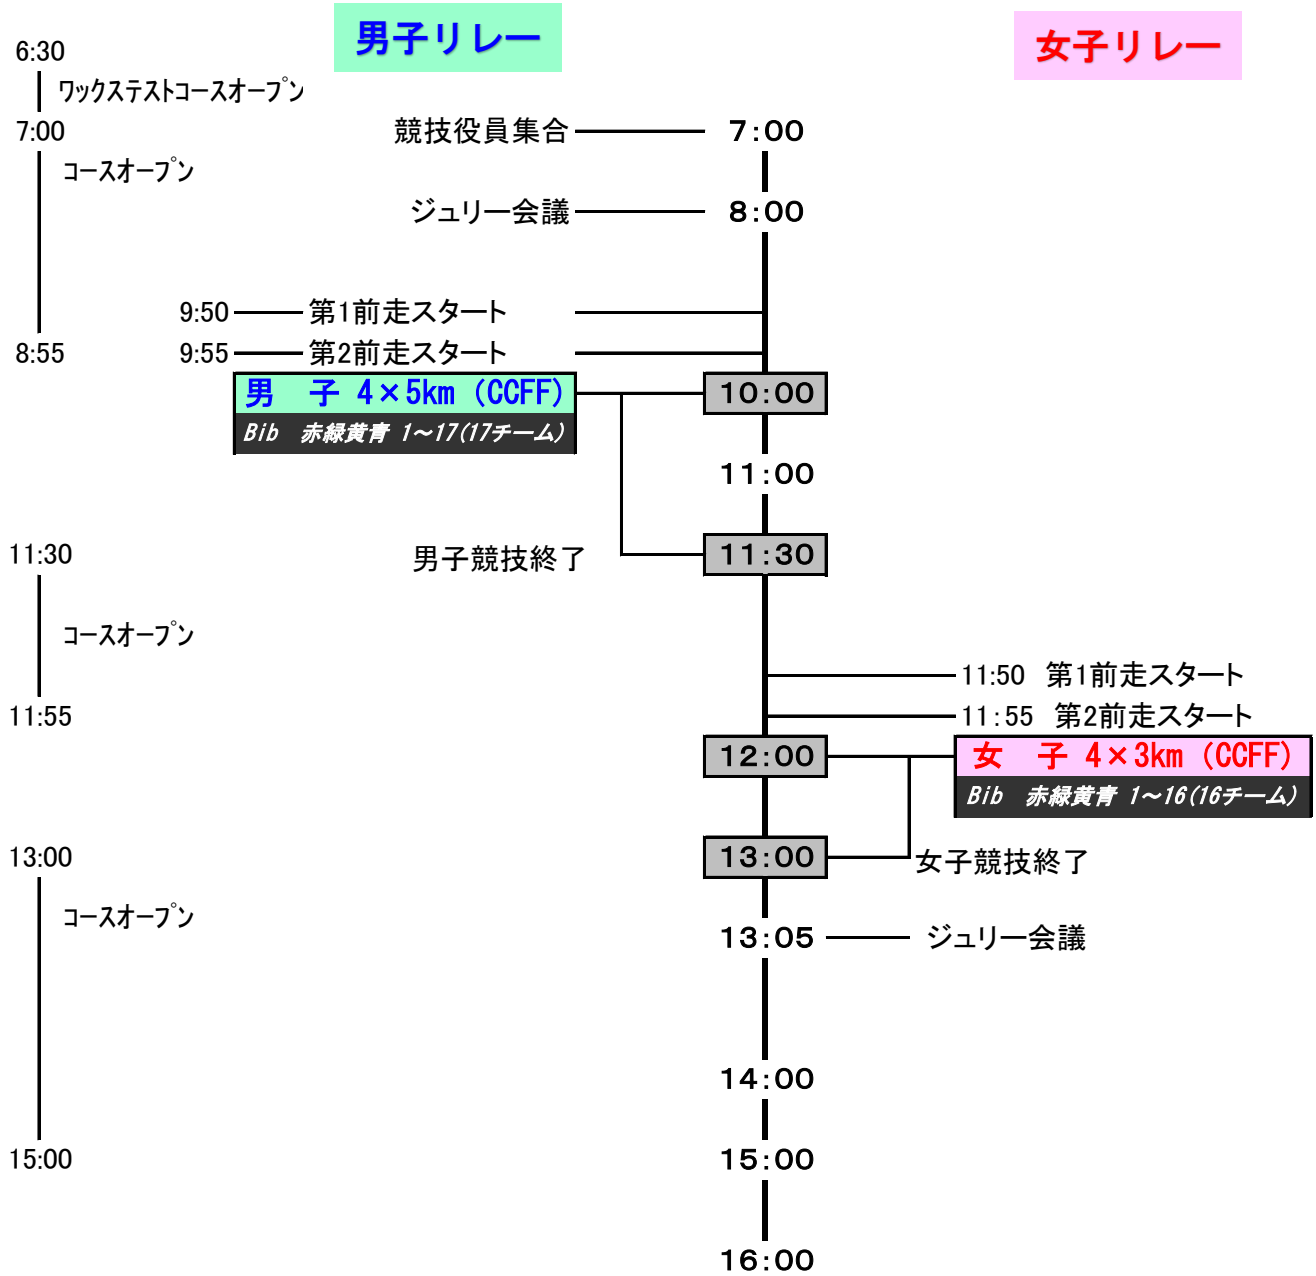 男子リレー
女子リレー
6:30
ワックステストコースオープン
7:00
競技役員集合 7:00
コースオープン
ジュリー会議 8:00
9:50 第1前走スタート
8:55
9:55 第2前走スタート
男　子 4×5km (CCFF)
10:00
Bib　赤緑黄青 1～17(17チーム)
11:00
11:30
男子競技終了
11:30
コースオープン
11:50 第1前走スタート
11:55
11:55 第2前走スタート
12:00
女　子 4×3km (CCFF)
Bib　赤緑黄青 1～16(16チーム)
13:00
13:00
女子競技終了
コースオープン
13:05 ジュリー会議
14:00
15:00
15:00
16:00